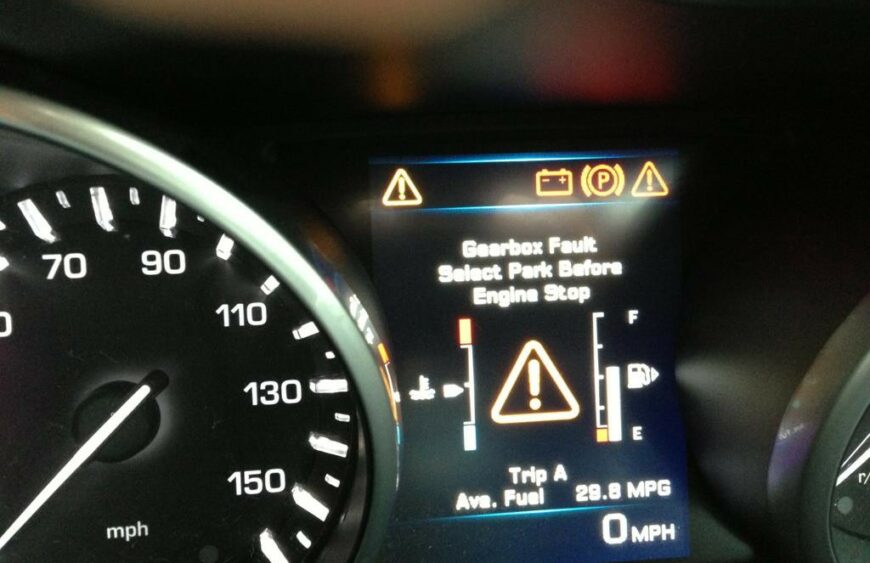 P
Gearbox Fault
Select Park Before
Engine Stop
70
90
110
130
150
mph
F
E
Trip A
Ave. Fuel 29.8 MPG
0 MPH